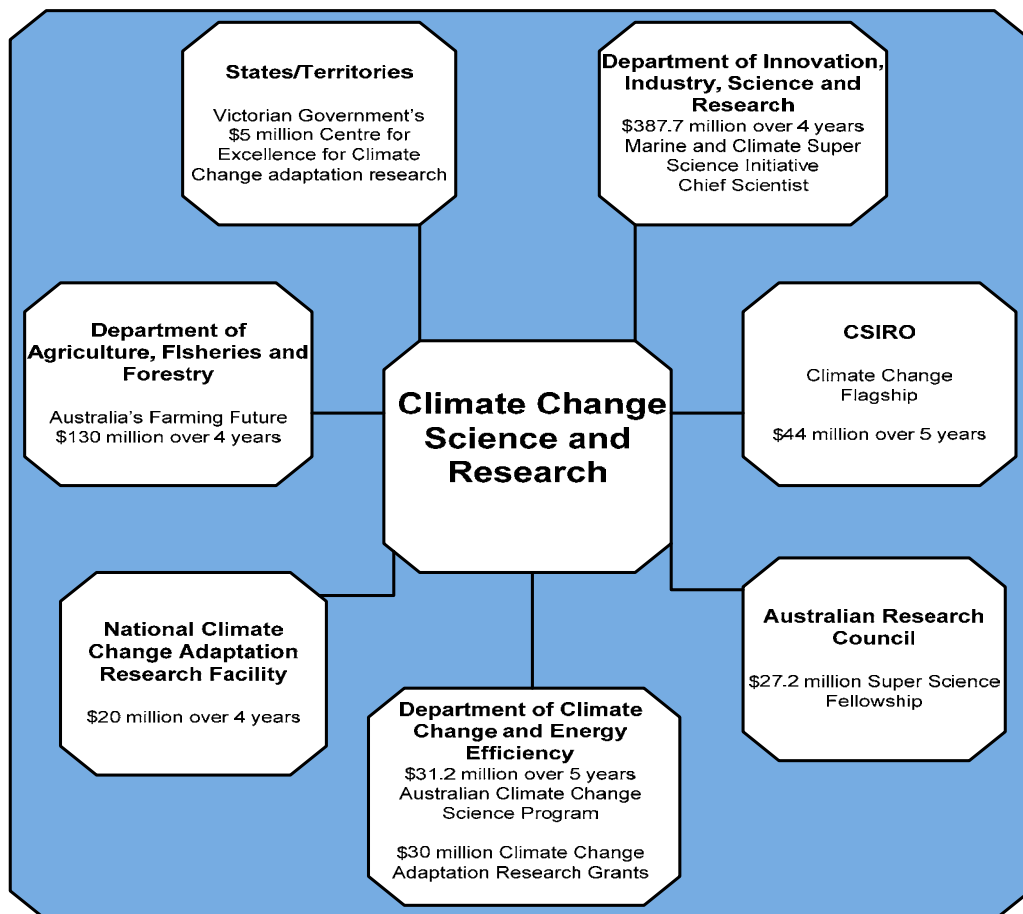 States/Territories
Victorian Government's
$5 million Centre for
Excellence for Climate
Change adaptation research
Department of Innovation,
Industry, Science and
Research
$387.7 million over 4 years
Marine and Climate Super
Science Initiative
Chief Scientist
Department of
Agriculture, FIsheries and
Forestry
Australia's Farming Future
$130 million over 4 years
Climate Change
Science and
Research
CSIRO
Climate Change
Flagship
$44 million over 5 years
National Climate
Change Adaptation
Research Facility
$20 million over 4 years
Department of Climate
Change and Energy
Efficiency
$31.2 million over 5 years
Australian Climate Change
Science Program
$30 million Climate Change
Adaptation Research Grants
Australian Research
Council
$27.2 million Super Science
Fellowship